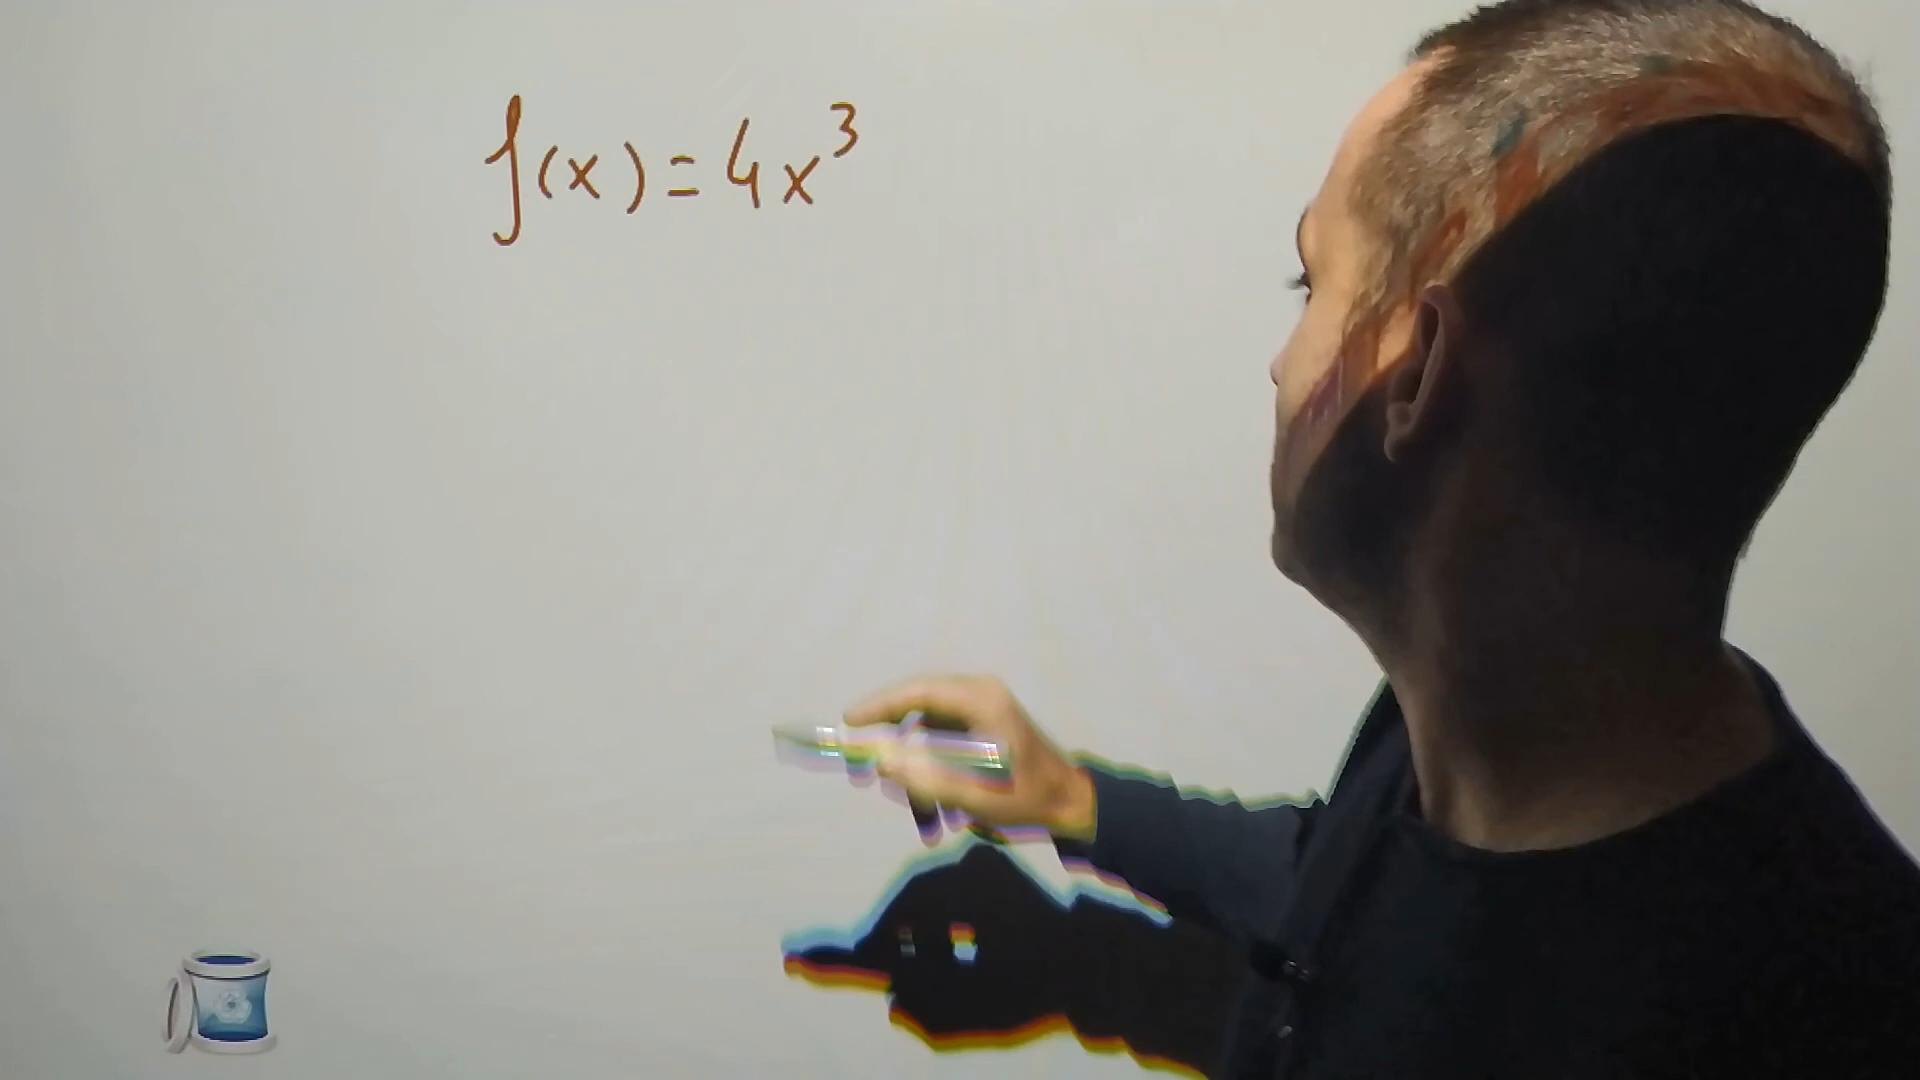 f(x) = 4x³